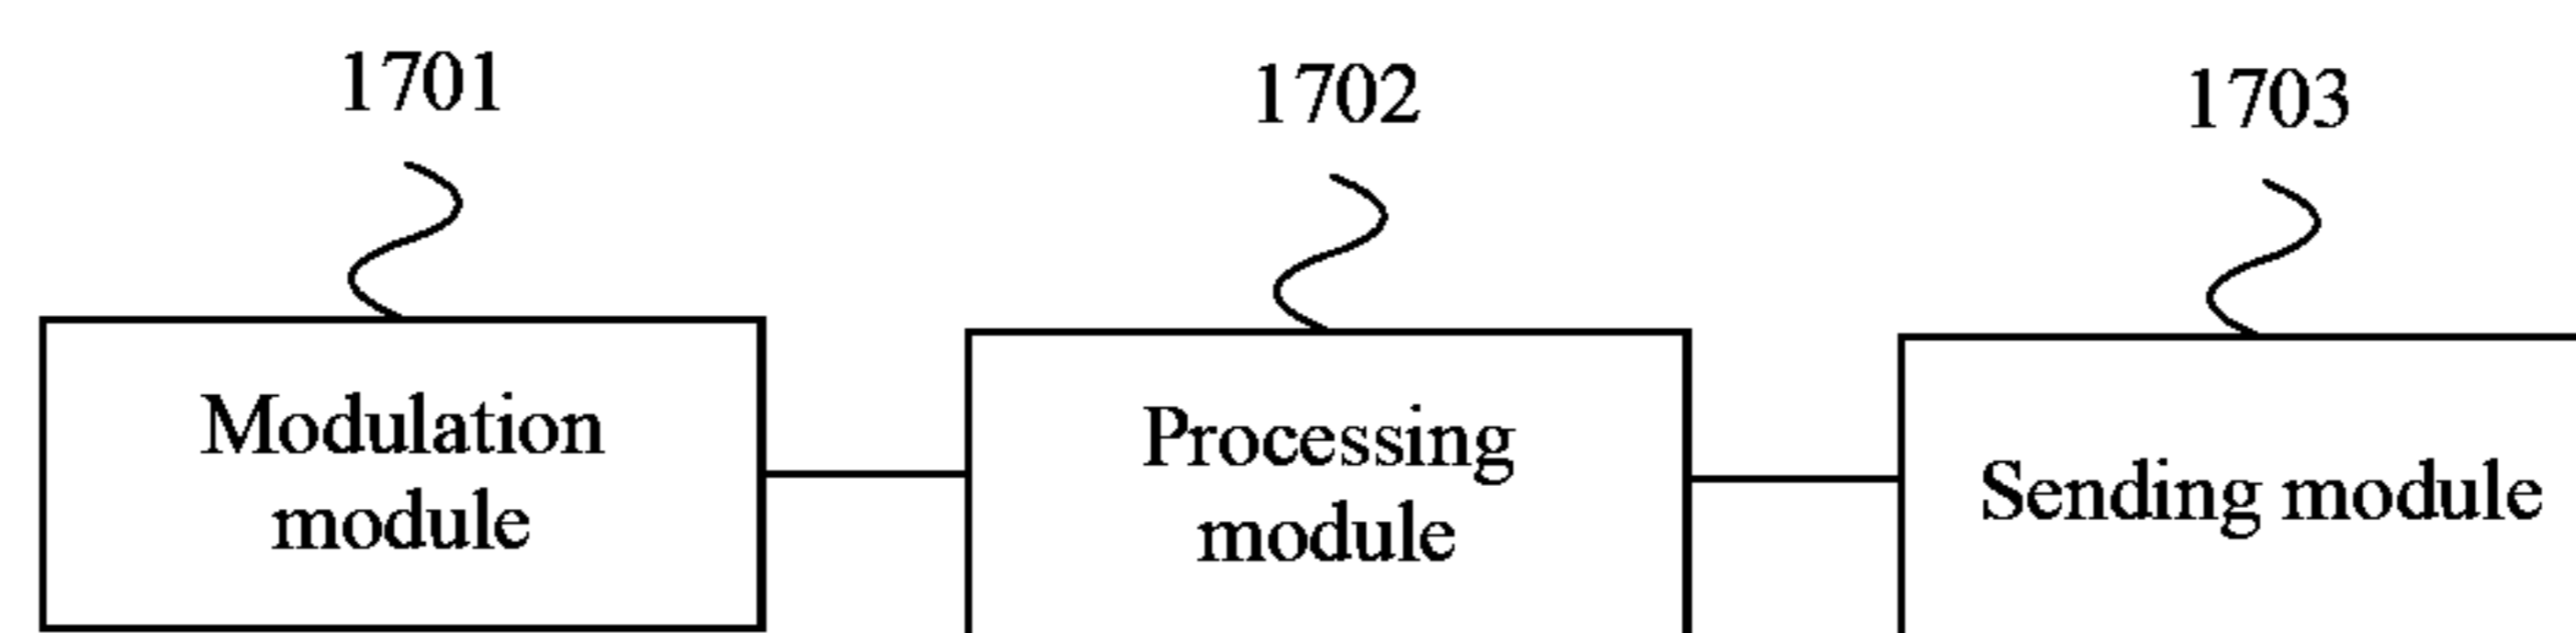 1701
1702
1703
Modulation
module
Processing
module
Sending module